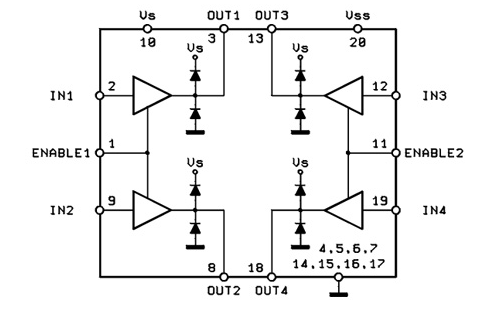 Vs OUT1 OUT3 Vss
10 3 13 20
Vs Vs
IN1 2 12 IN3
ENABLE1 1 11 ENABLE2
Vs Vs
IN2 9 19 IN4
4,5,6,7
8 18 14,15,16,17
OUT2 OUT4